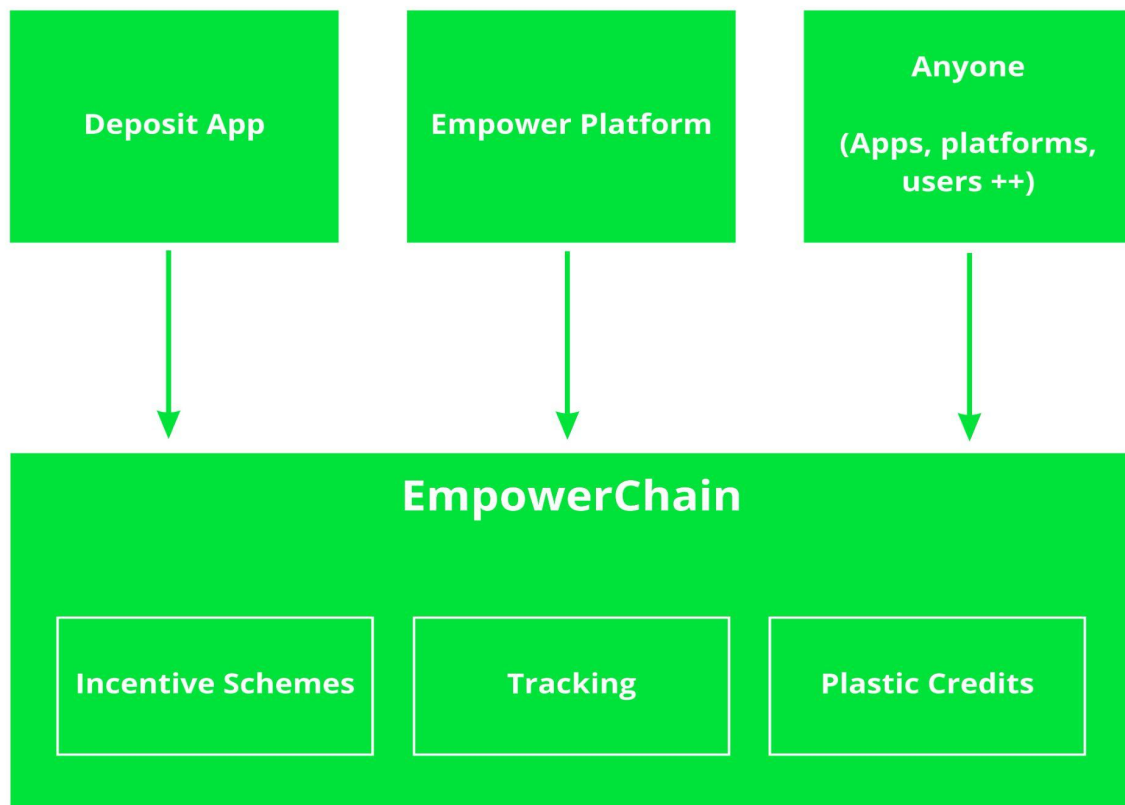 Deposit App
Empower Platform
Anyone
(Apps, platforms,
users ++)
EmpowerChain
Incentive Schemes
Tracking
Plastic Credits